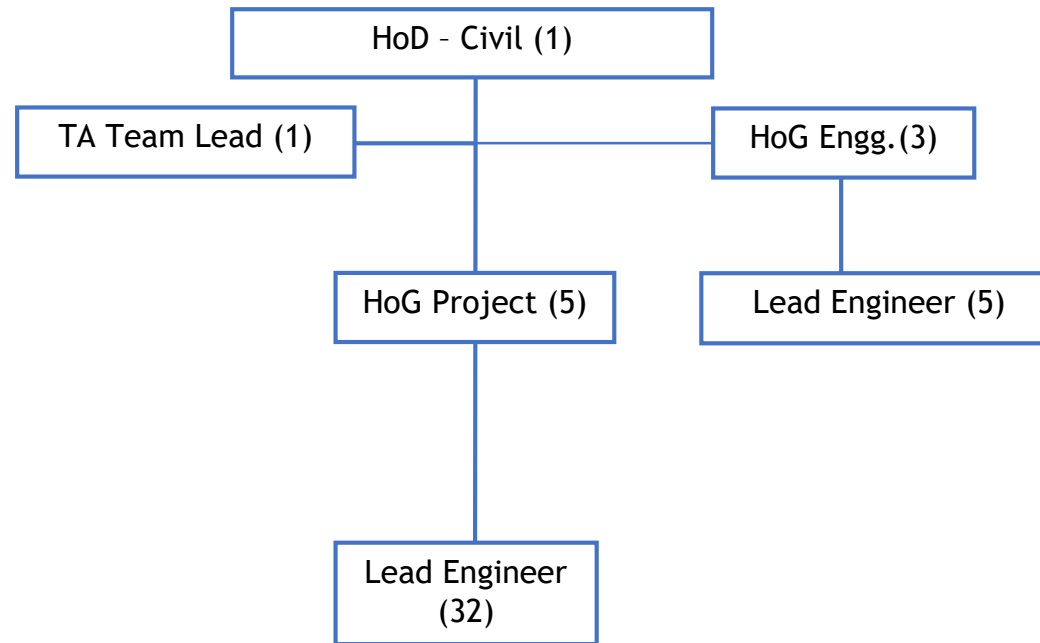 HoD – Civil (1)
TA Team Lead (1)
HoG Engg.(3)
HoG Project (5)
Lead Engineer (5)
Lead Engineer
(32)